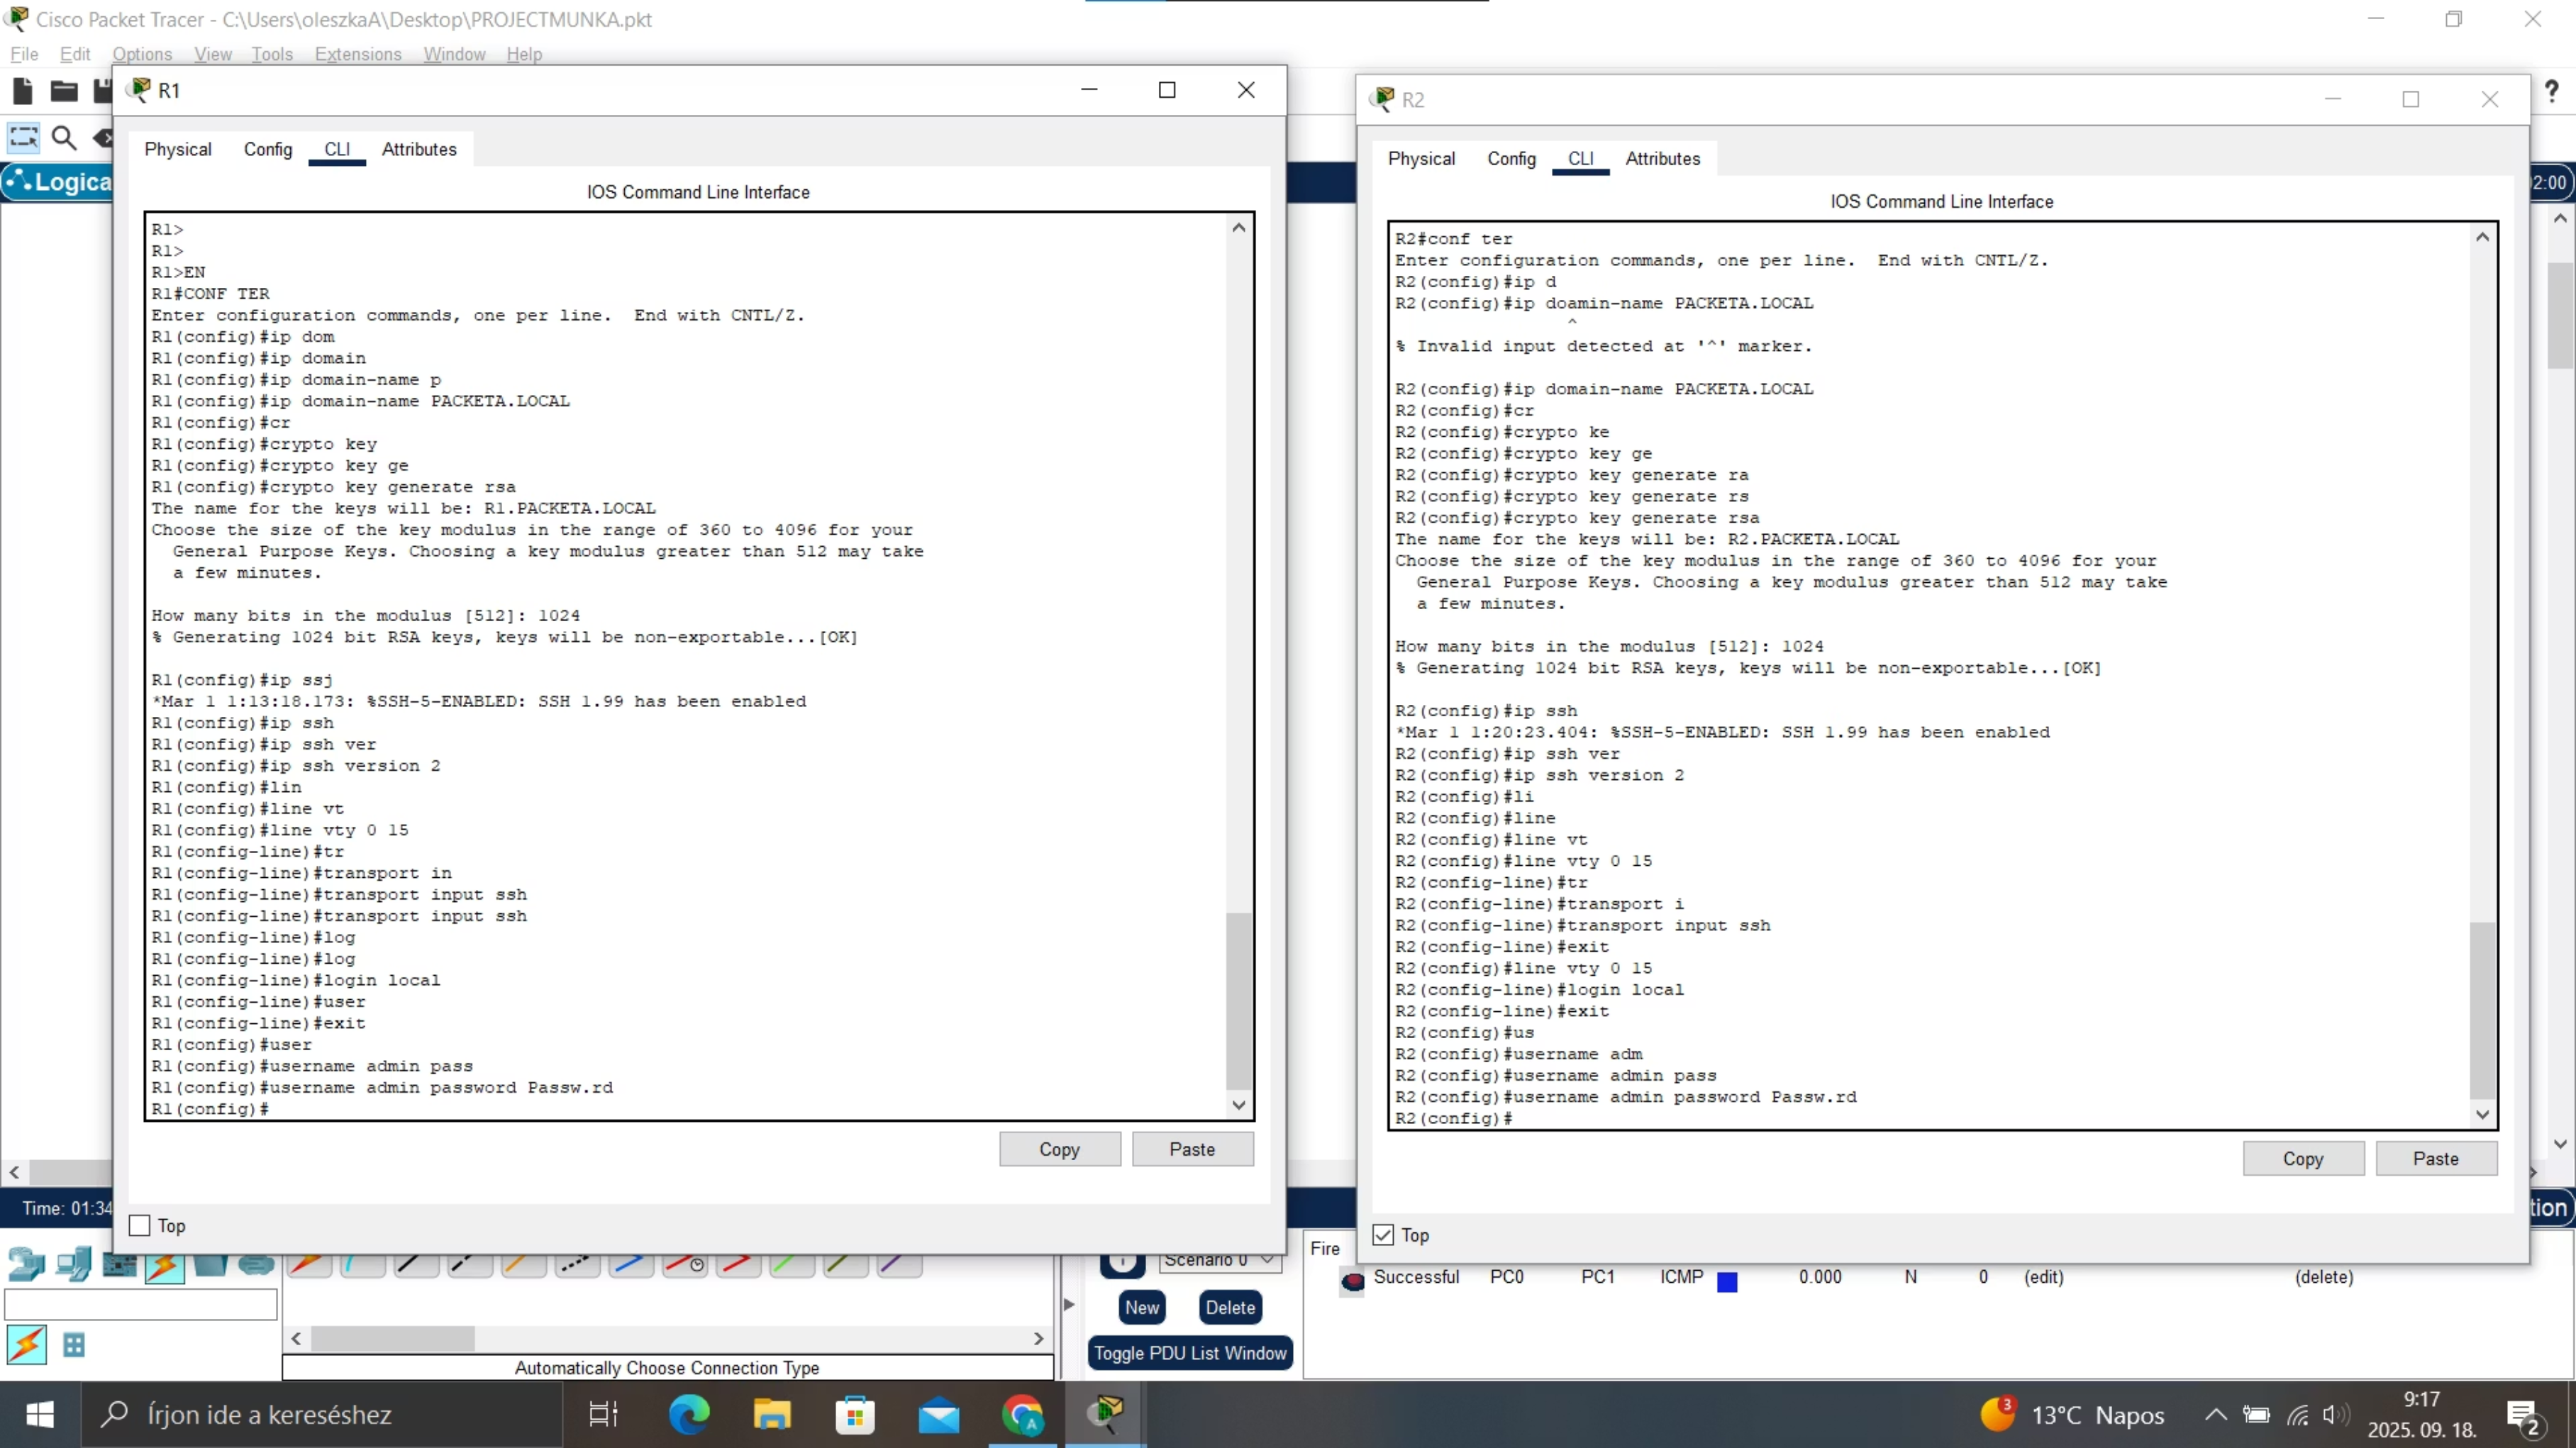 Cisco Packet Tracer - C:\Users\oleszkaA\Desktop\PROJECTMUNKA.pkt
File Edit Options View Tools Extensions Window Help
R1
Physical Config CLI Attributes
IOS Command Line Interface
R1>
R1>
R1>EN
R1#CONF TER
Enter configuration commands, one per line.  End with CNTL/Z.
R1(config)#ip dom
R1(config)#ip domain
R1(config)#ip domain-name p
R1(config)#ip domain-name PACKETA.LOCAL
R1(config)#cr
R1(config)#crypto key
R1(config)#crypto key ge
R1(config)#crypto key generate rsa
The name for the keys will be: R1.PACKETA.LOCAL
Choose the size of the key modulus in the range of 360 to 4096 for your
General Purpose Keys. Choosing a key modulus greater than 512 may take
a few minutes.
How many bits in the modulus [512]: 1024
% Generating 1024 bit RSA keys, keys will be non-exportable...[OK]
R1(config)#ip ssj
*Mar 1 1:13:18.173: %SSH-5-ENABLED: SSH 1.99 has been enabled
R1(config)#ip ssh
R1(config)#ip ssh ver
R1(config)#ip ssh version 2
R1(config)#lin
R1(config)#line vt
R1(config)#line vty 0 15
R1(config-line)#tr
R1(config-line)#transport in
R1(config-line)#transport input ssh
R1(config-line)#transport input ssh
R1(config-line)#log
R1(config-line)#log
R1(config-line)#login local
R1(config-line)#user
R1(config-line)#exit
R1(config)#user
R1(config)#username admin pass
R1(config)#username admin password Passw.rd
R1(config)#
Copy Paste
Top
R2
Physical Config CLI Attributes
IOS Command Line Interface
R2#conf ter
Enter configuration commands, one per line.  End with CNTL/Z.
R2(config)#ip d
R2(config)#ip doamin-name PACKETA.LOCAL
^
% Invalid input detected at '^' marker.
R2(config)#ip domain-name PACKETA.LOCAL
R2(config)#cr
R2(config)#crypto ke
R2(config)#crypto key ge
R2(config)#crypto key generate ra
R2(config)#crypto key generate rs
R2(config)#crypto key generate rsa
The name for the keys will be: R2.PACKETA.LOCAL
Choose the size of the key modulus in the range of 360 to 4096 for your
General Purpose Keys. Choosing a key modulus greater than 512 may take
a few minutes.
How many bits in the modulus [512]: 1024
% Generating 1024 bit RSA keys, keys will be non-exportable...[OK]
R2(config)#ip ssh
*Mar 1 1:20:23.404: %SSH-5-ENABLED: SSH 1.99 has been enabled
R2(config)#ip ssh ver
R2(config)#ip ssh version 2
R2(config)#li
R2(config)#line
R2(config)#line vt
R2(config)#line vty 0 15
R2(config-line)#tr
R2(config-line)#transport i
R2(config-line)#transport input ssh
R2(config-line)#exit
R2(config)#line vty 0 15
R2(config-line)#login local
R2(config-line)#exit
R2(config)#us
R2(config)#username adm
R2(config)#username admin pass
R2(config)#username admin password Passw.rd
R2(config)#
Copy Paste
Top
Logica
2:00
Time: 01:34
tion
Scenario 0
Fire
Successful PC0 PC1 ICMP 0.000 N 0 (edit) (delete)
New Delete
Toggle PDU List Window
Automatically Choose Connection Type
Írjon ide a kereséshez
3
13°C Napos
9:17
2025. 09. 18.
2